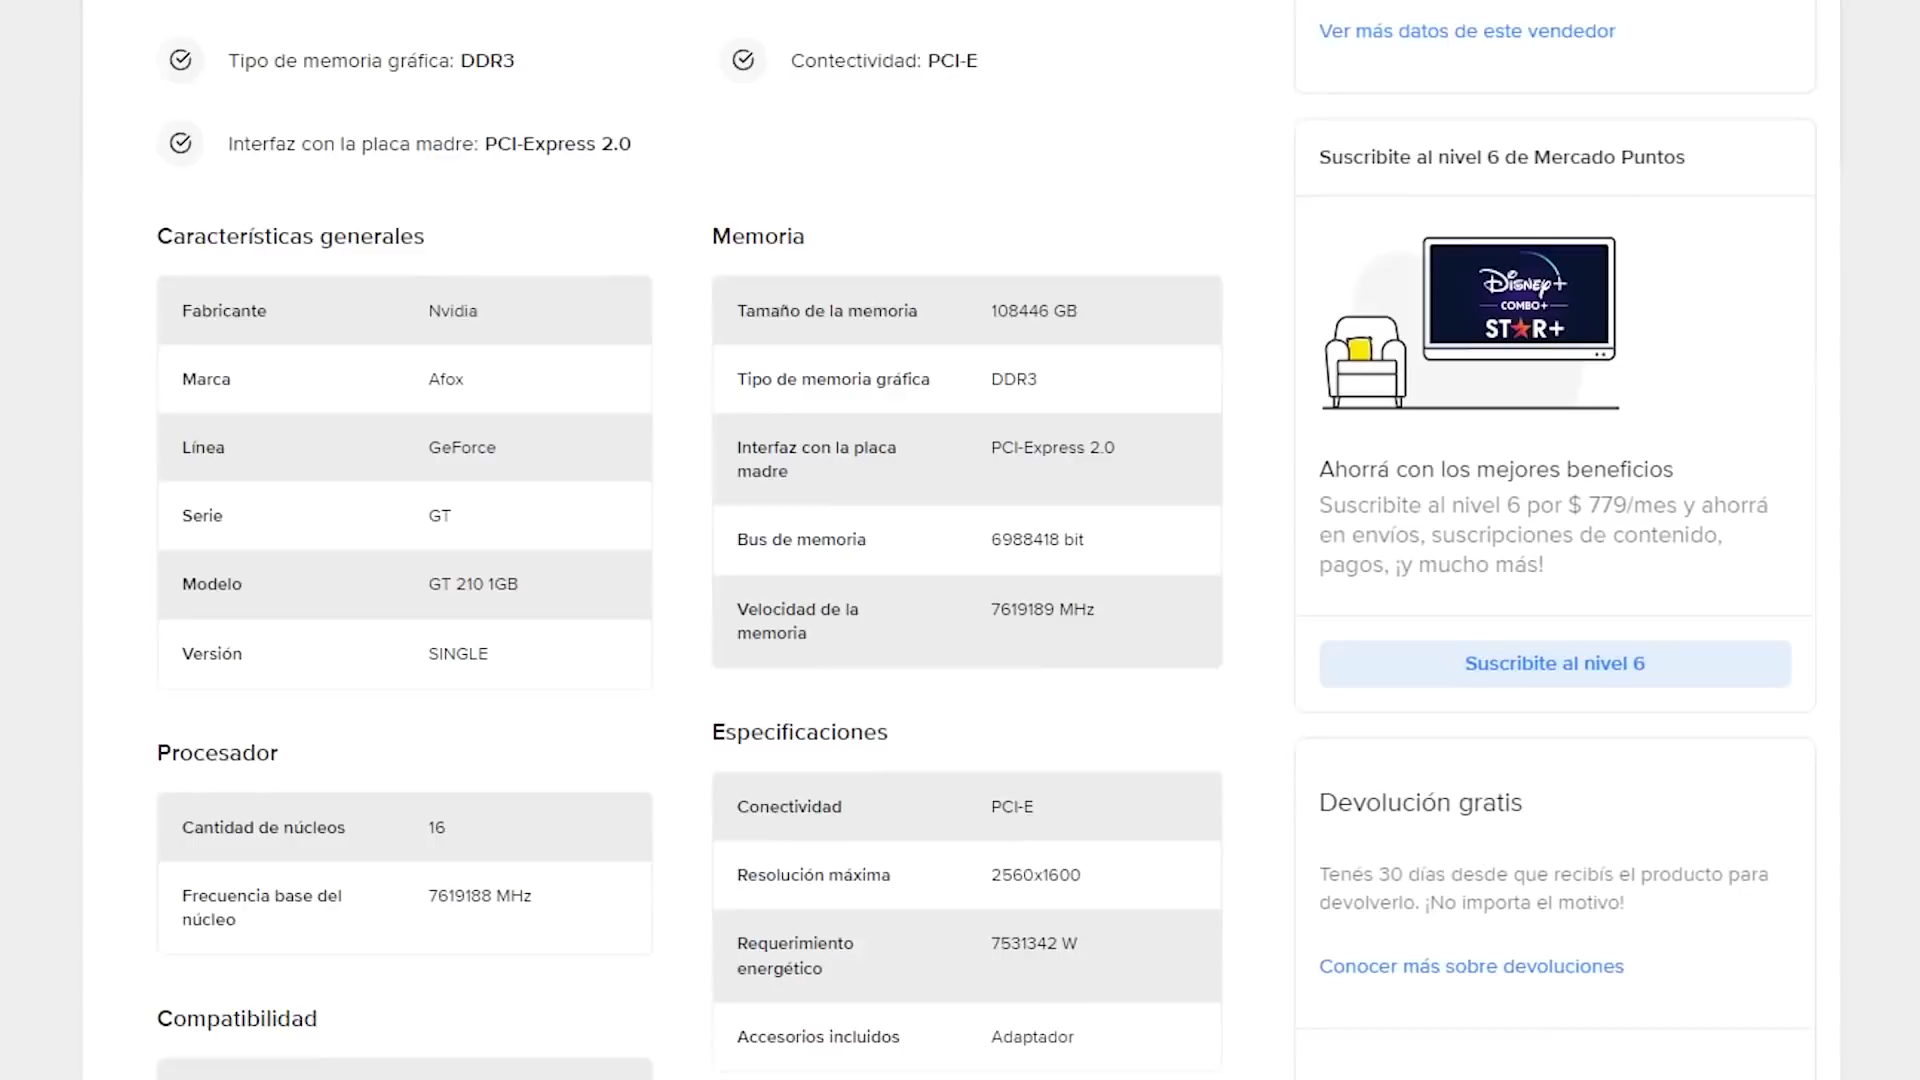 Tipo de memoria gráfica: DDR3
Contectividad: PCI-E
Interfaz con la placa madre: PCI-Express 2.0
Características generales
Fabricante Nvidia
Marca Afox
Línea GeForce
Serie GT
Modelo GT 210 1GB
Versión SINGLE
Procesador
Cantidad de núcleos 16
Frecuencia base del 7619188 MHz
núcleo
Compatibilidad
Memoria
Tamaño de la memoria 108446 GB
Tipo de memoria gráfica DDR3
Interfaz con la placa PCI-Express 2.0
madre
Bus de memoria 6988418 bit
Velocidad de la 7619189 MHz
memoria
Especificaciones
Conectividad PCI-E
Resolución máxima 2560x1600
Requerimiento 7531342 W
energético
Accesorios incluidos Adaptador
Ver más datos de este vendedor
Suscribite al nivel 6 de Mercado Puntos
Disney+
COMBO+
STAR+
Ahorrá con los mejores beneficios
Suscribite al nivel 6 por $ 779/mes y ahorrá
en envíos, suscripciones de contenido,
pagos, ¡y mucho más!
Suscribite al nivel 6
Devolución gratis
Tenés 30 días desde que recibís el producto para
devolverlo. ¡No importa el motivo!
Conocer más sobre devoluciones